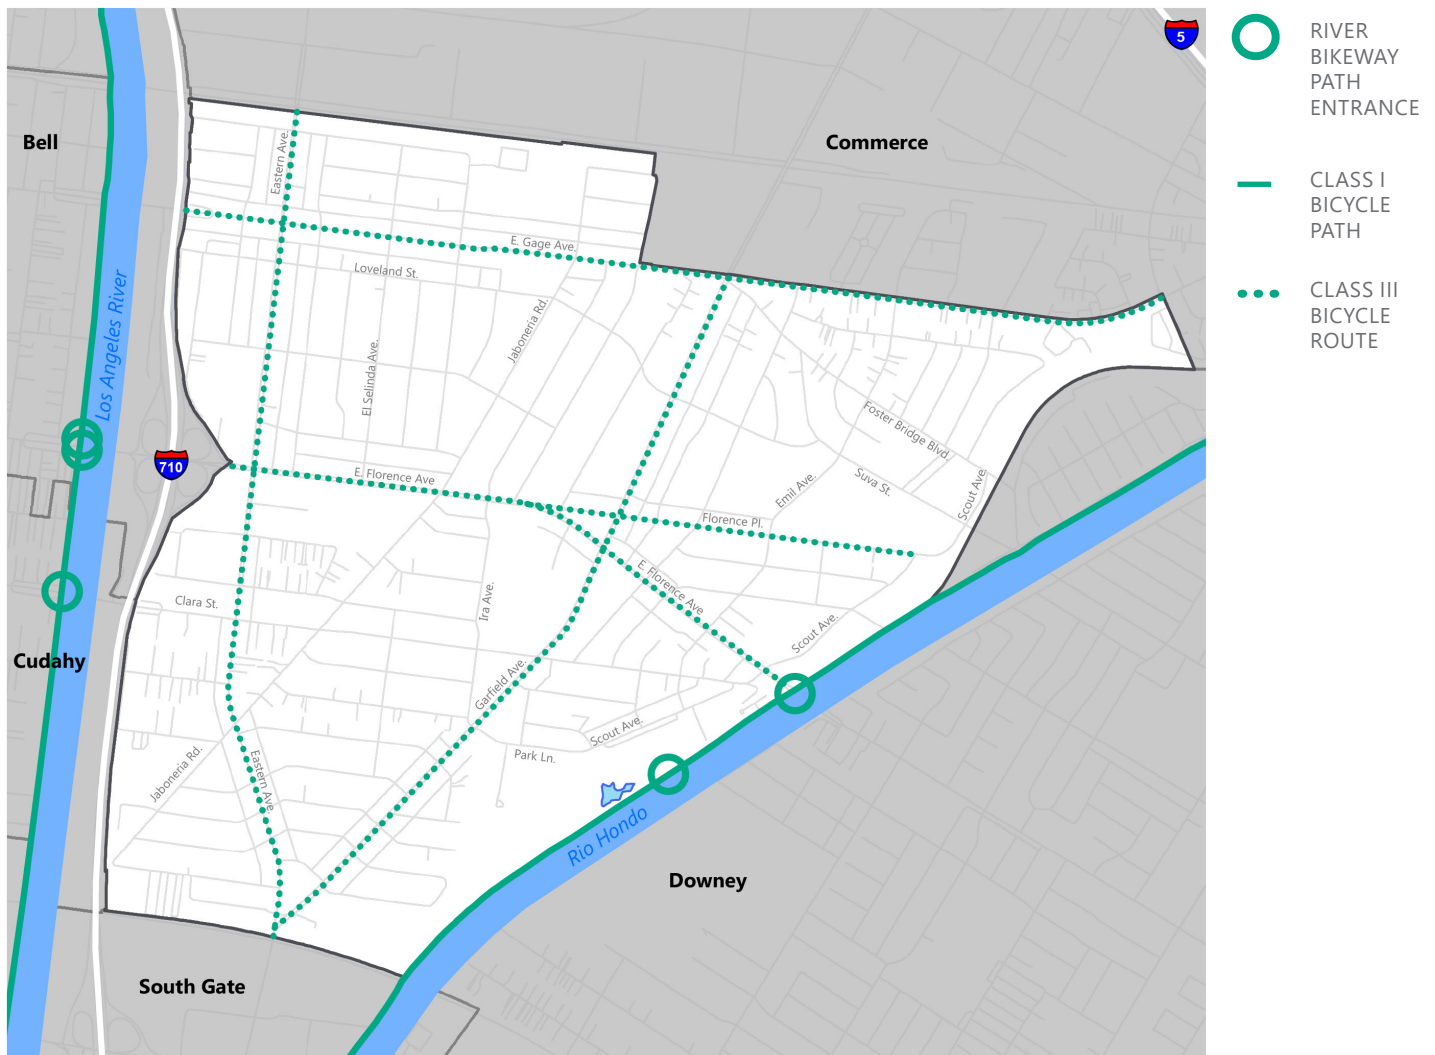 5
RIVER
BIKEWAY
PATH
ENTRANCE
CLASS I
BICYCLE
PATH
CLASS III
BICYCLE
ROUTE
Bell
Commerce
Eastern Ave.
E. Gage Ave.
Loveland St.
Los Angeles River
Jaboneria Rd.
El Selinda Ave.
Foster Bridge Blvd.
710
E. Florence Ave
Suva St.
Emil Ave.
Scout Ave.
Florence Pl.
E. Florence Ave
Ira Ave.
Clara St.
Scout Ave.
Cudahy
Garfield Ave.
Scout Ave.
Park Ln.
Jaboneria Rd.
Eastern Ave.
Rio Hondo
Downey
South Gate